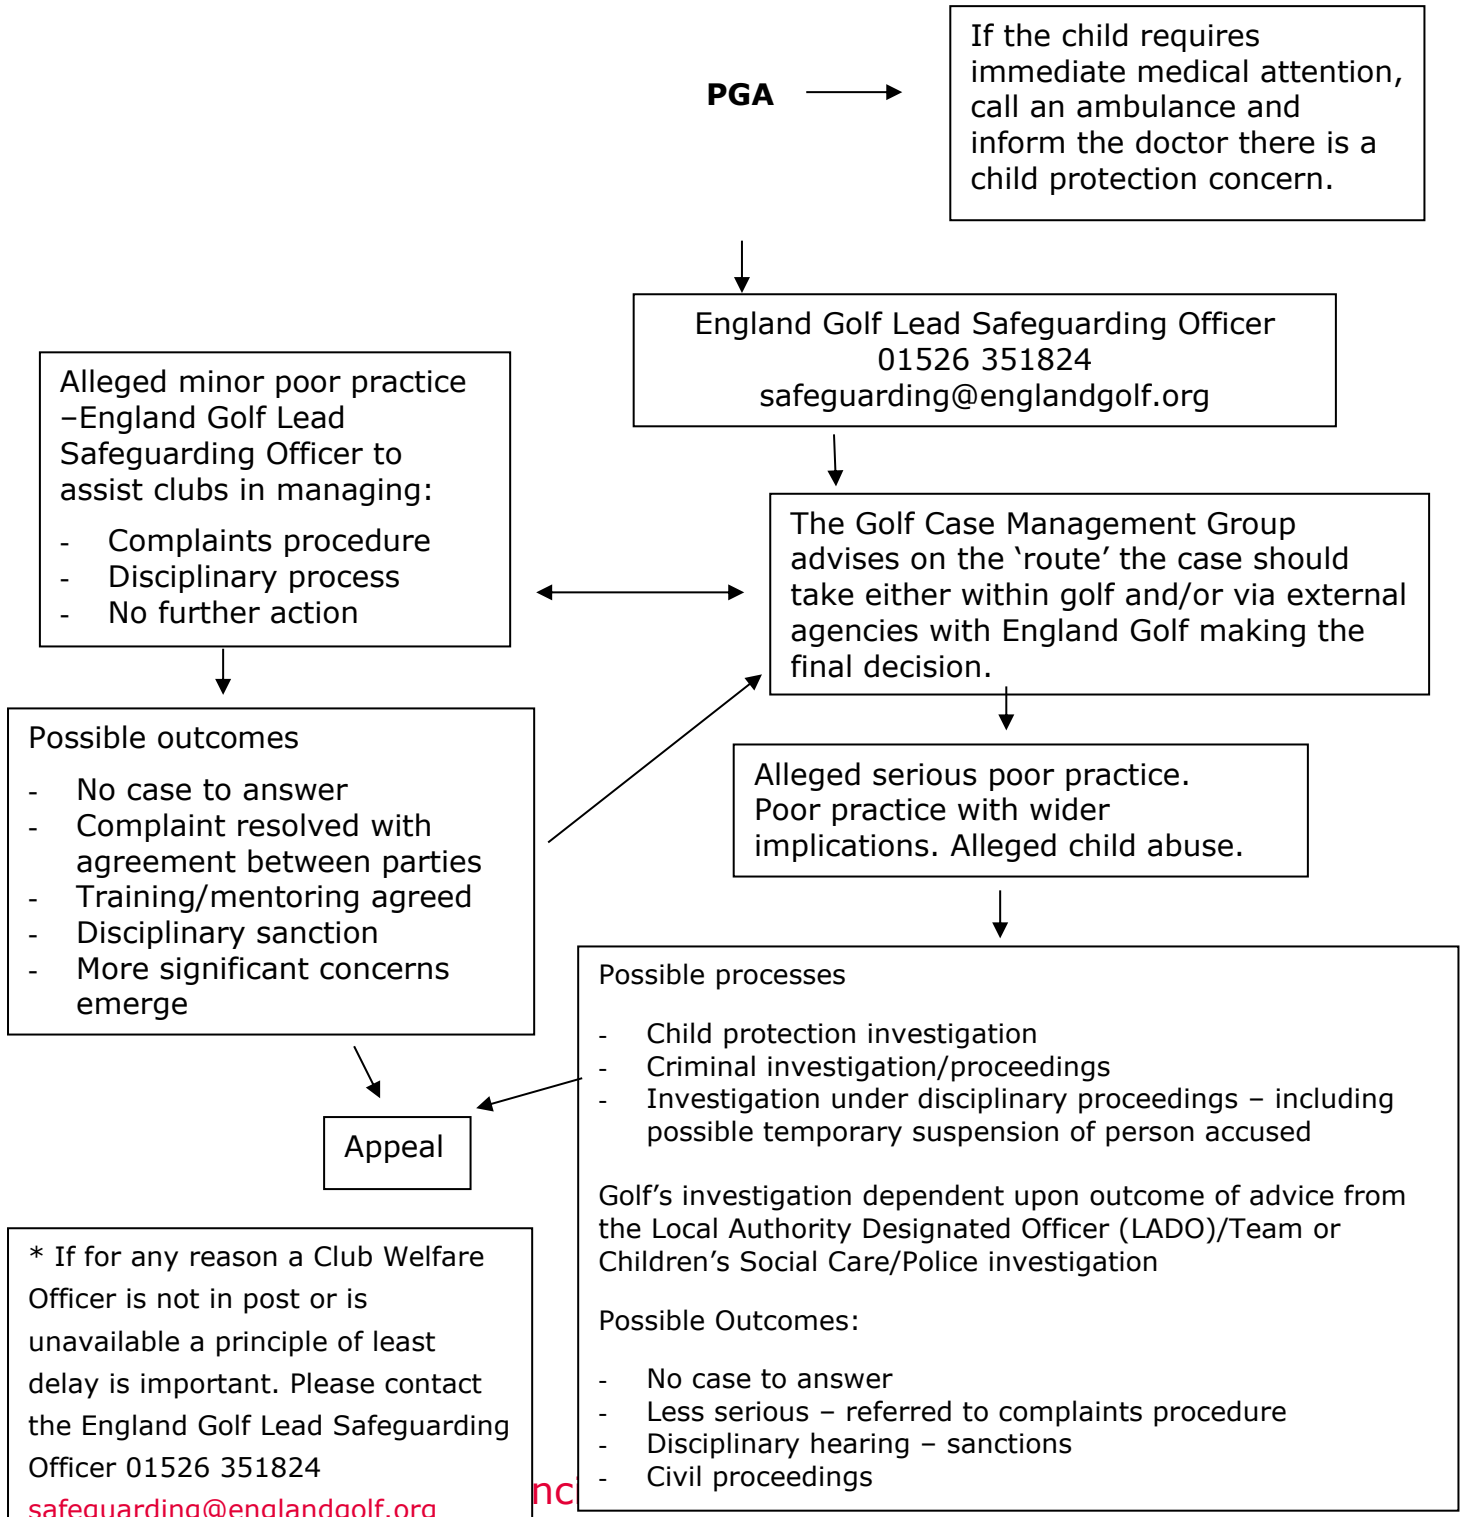 PGA
If the child requires
immediate medical attention,
call an ambulance and
inform the doctor there is a
child protection concern.
England Golf Lead Safeguarding Officer
01526 351824
safeguarding@englandgolf.org
Alleged minor poor practice
–England Golf Lead
Safeguarding Officer to
assist clubs in managing:
- Complaints procedure
- Disciplinary process
- No further action
The Golf Case Management Group
advises on the ‘route’ the case should
take either within golf and/or via external
agencies with England Golf making the
final decision.
Possible outcomes
- No case to answer
- Complaint resolved with
agreement between parties
- Training/mentoring agreed
- Disciplinary sanction
- More significant concerns
emerge
Alleged serious poor practice.
Poor practice with wider
implications. Alleged child abuse.
Possible processes
- Child protection investigation
- Criminal investigation/proceedings
- Investigation under disciplinary proceedings – including
possible temporary suspension of person accused
Golf’s investigation dependent upon outcome of advice from
the Local Authority Designated Officer (LADO)/Team or
Children’s Social Care/Police investigation
Possible Outcomes:
- No case to answer
- Less serious – referred to complaints procedure
- Disciplinary hearing – sanctions
- Civil proceedings
Appeal
* If for any reason a Club Welfare
Officer is not in post or is
unavailable a principle of least
delay is important. Please contact
the England Golf Lead Safeguarding
Officer 01526 351824
safeguarding@englandgolf.org